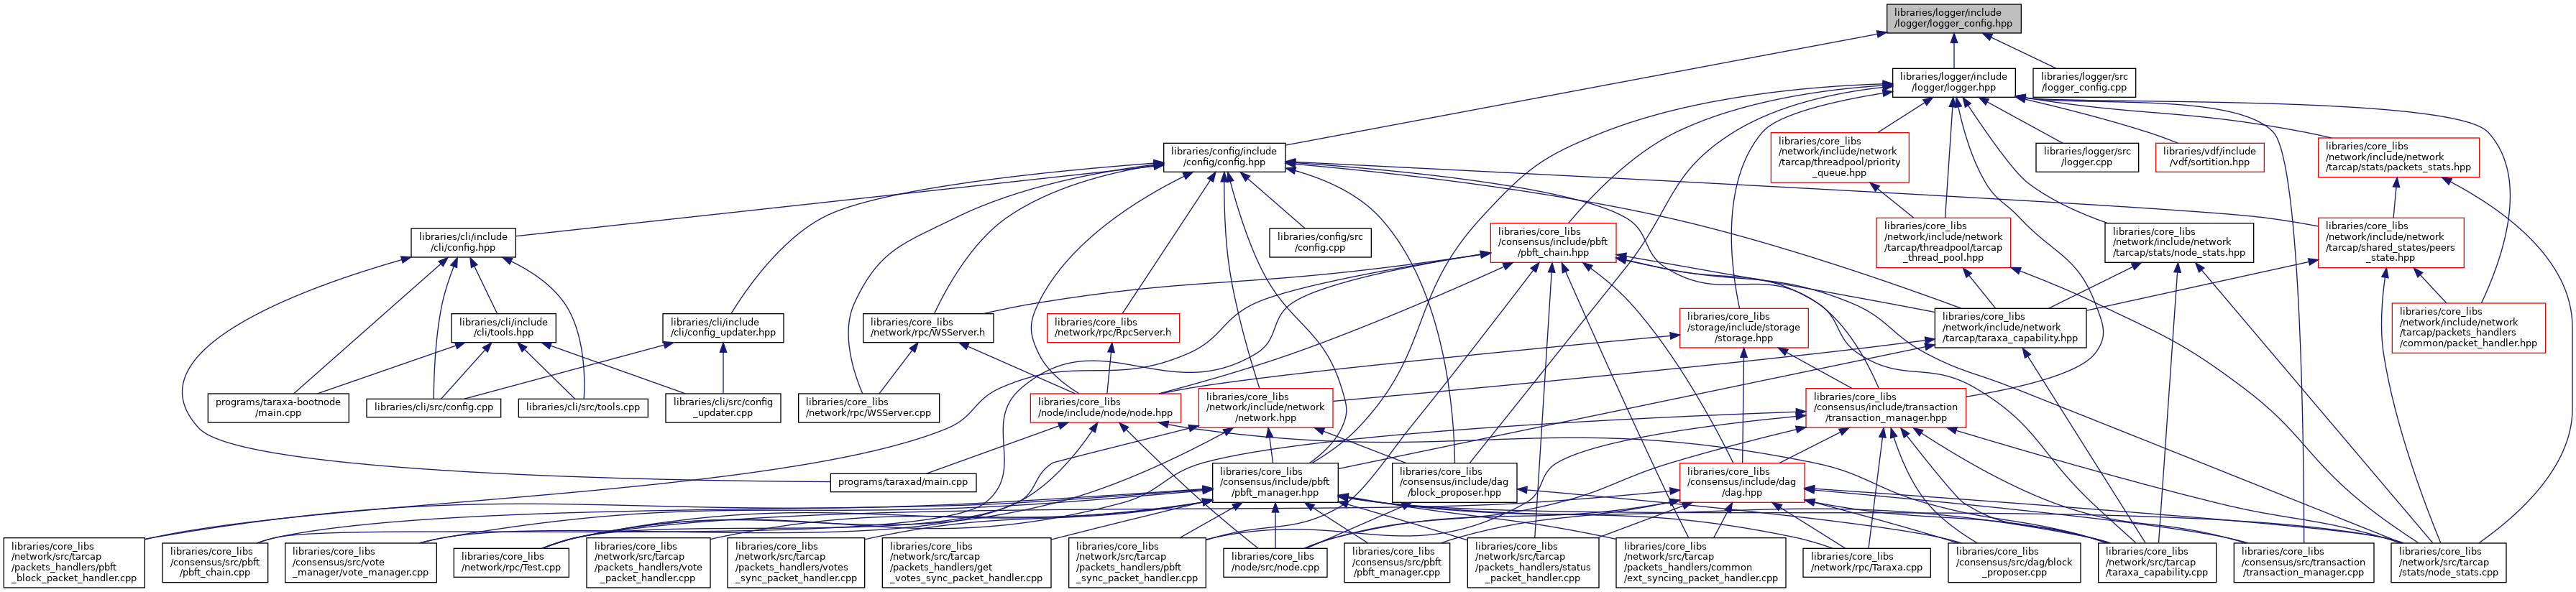 libraries/logger/include
/logger/logger_config.hpp
libraries/logger/include
/logger/logger.hpp
libraries/logger/src
/logger_config.cpp
libraries/config/include
/config/config.hpp
libraries/core_libs
/network/include/network
/tarcap/threadpool/priority
_queue.hpp
libraries/logger/src
/logger.cpp
libraries/vdf/include
/vdf/sortition.hpp
libraries/core_libs
/network/include/network
/tarcap/stats/packets_stats.hpp
libraries/cli/include
/cli/config.hpp
libraries/config/src
/config.cpp
libraries/core_libs
/consensus/include/pbft
/pbft_chain.hpp
libraries/core_libs
/network/include/network
/tarcap/threadpool/tarcap
_thread_pool.hpp
libraries/core_libs
/network/include/network
/tarcap/stats/node_stats.hpp
libraries/core_libs
/network/include/network
/tarcap/shared_states/peers
_state.hpp
libraries/cli/include
/cli/tools.hpp
libraries/cli/include
/cli/config_updater.hpp
libraries/core_libs
/network/rpc/WSServer.h
libraries/core_libs
/network/rpc/RpcServer.h
libraries/core_libs
/storage/include/storage
/storage.hpp
libraries/core_libs
/network/include/network
/tarcap/taraxa_capability.hpp
libraries/core_libs
/network/include/network
/tarcap/packets_handlers
/common/packet_handler.hpp
programs/taraxa-bootnode
/main.cpp
libraries/cli/src/config.cpp
libraries/cli/src/tools.cpp
libraries/cli/src/config
_updater.cpp
libraries/core_libs
/network/rpc/WSServer.cpp
libraries/core_libs
/node/include/node/node.hpp
libraries/core_libs
/network/include/network
/network.hpp
libraries/core_libs
/consensus/include/transaction
/transaction_manager.hpp
programs/taraxad/main.cpp
libraries/core_libs
/consensus/include/pbft
/pbft_manager.hpp
libraries/core_libs
/consensus/include/dag
/block_proposer.hpp
libraries/core_libs
/consensus/include/dag
/dag.hpp
libraries/core_libs
/network/src/tarcap
/packets_handlers/pbft
_block_packet_handler.cpp
libraries/core_libs
/consensus/src/pbft
/pbft_chain.cpp
libraries/core_libs
/consensus/src/vote
_manager/vote_manager.cpp
libraries/core_libs
/network/rpc/Test.cpp
libraries/core_libs
/network/src/tarcap
/packets_handlers/vote
_packet_handler.cpp
libraries/core_libs
/network/src/tarcap
/packets_handlers/votes
_sync_packet_handler.cpp
libraries/core_libs
/network/src/tarcap
/packets_handlers/get
_votes_sync_packet_handler.cpp
libraries/core_libs
/network/src/tarcap
/packets_handlers/pbft
_sync_packet_handler.cpp
libraries/core_libs
/node/src/node.cpp
libraries/core_libs
/consensus/src/pbft
/pbft_manager.cpp
libraries/core_libs
/network/src/tarcap
/packets_handlers/status
_packet_handler.cpp
libraries/core_libs
/network/src/tarcap
/packets_handlers/common
/ext_syncing_packet_handler.cpp
libraries/core_libs
/network/rpc/Taraxa.cpp
libraries/core_libs
/consensus/src/dag/block
_proposer.cpp
libraries/core_libs
/network/src/tarcap
/taraxa_capability.cpp
libraries/core_libs
/consensus/src/transaction
/transaction_manager.cpp
libraries/core_libs
/network/src/tarcap
/stats/node_stats.cpp